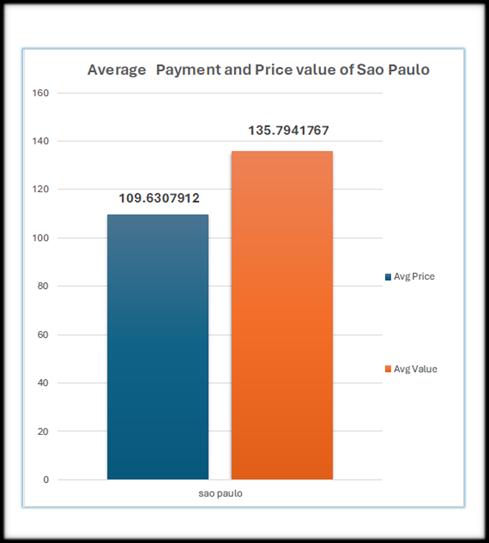 Average Payment and Price value of Sao Paulo
160
140
120
100
80
60
40
20
0
109.6307912
135.7941767
sao paulo
Avg Price
Avg Value